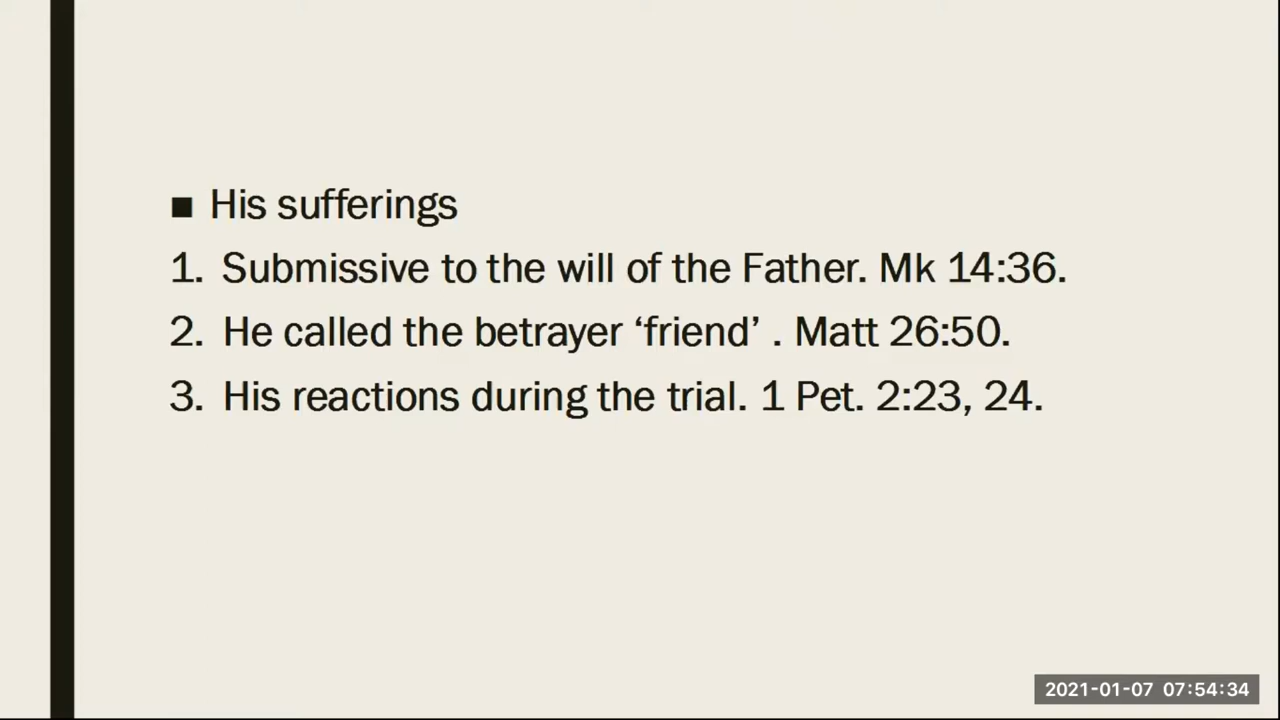 ■ His sufferings
1. Submissive to the will of the Father. Mk 14:36.
2. He called the betrayer ‘friend’ . Matt 26:50.
3. His reactions during the trial. 1 Pet. 2:23, 24.
2021-01-07 07:54:34